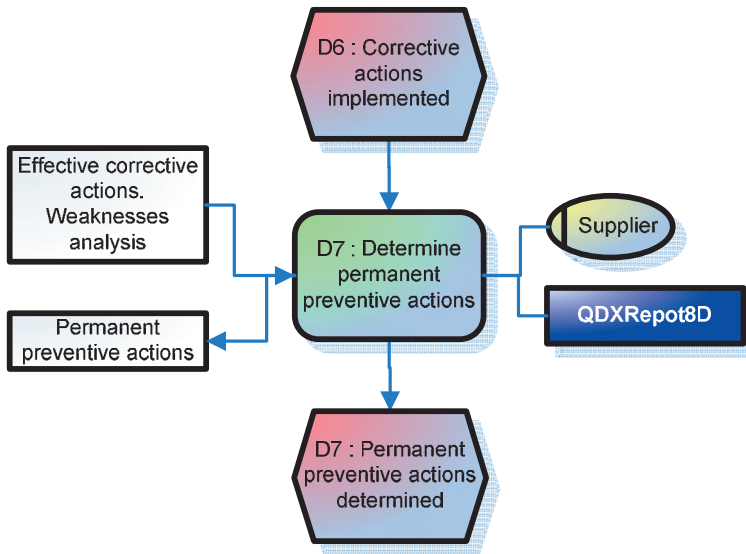 D6 : Corrective
actions
implemented
Effective corrective
actions.
Weaknesses
analysis
D7 : Determine
permanent
preventive actions
Supplier
QDXRepot8D
Permanent
preventive actions
D7 : Permanent
preventive actions
determined